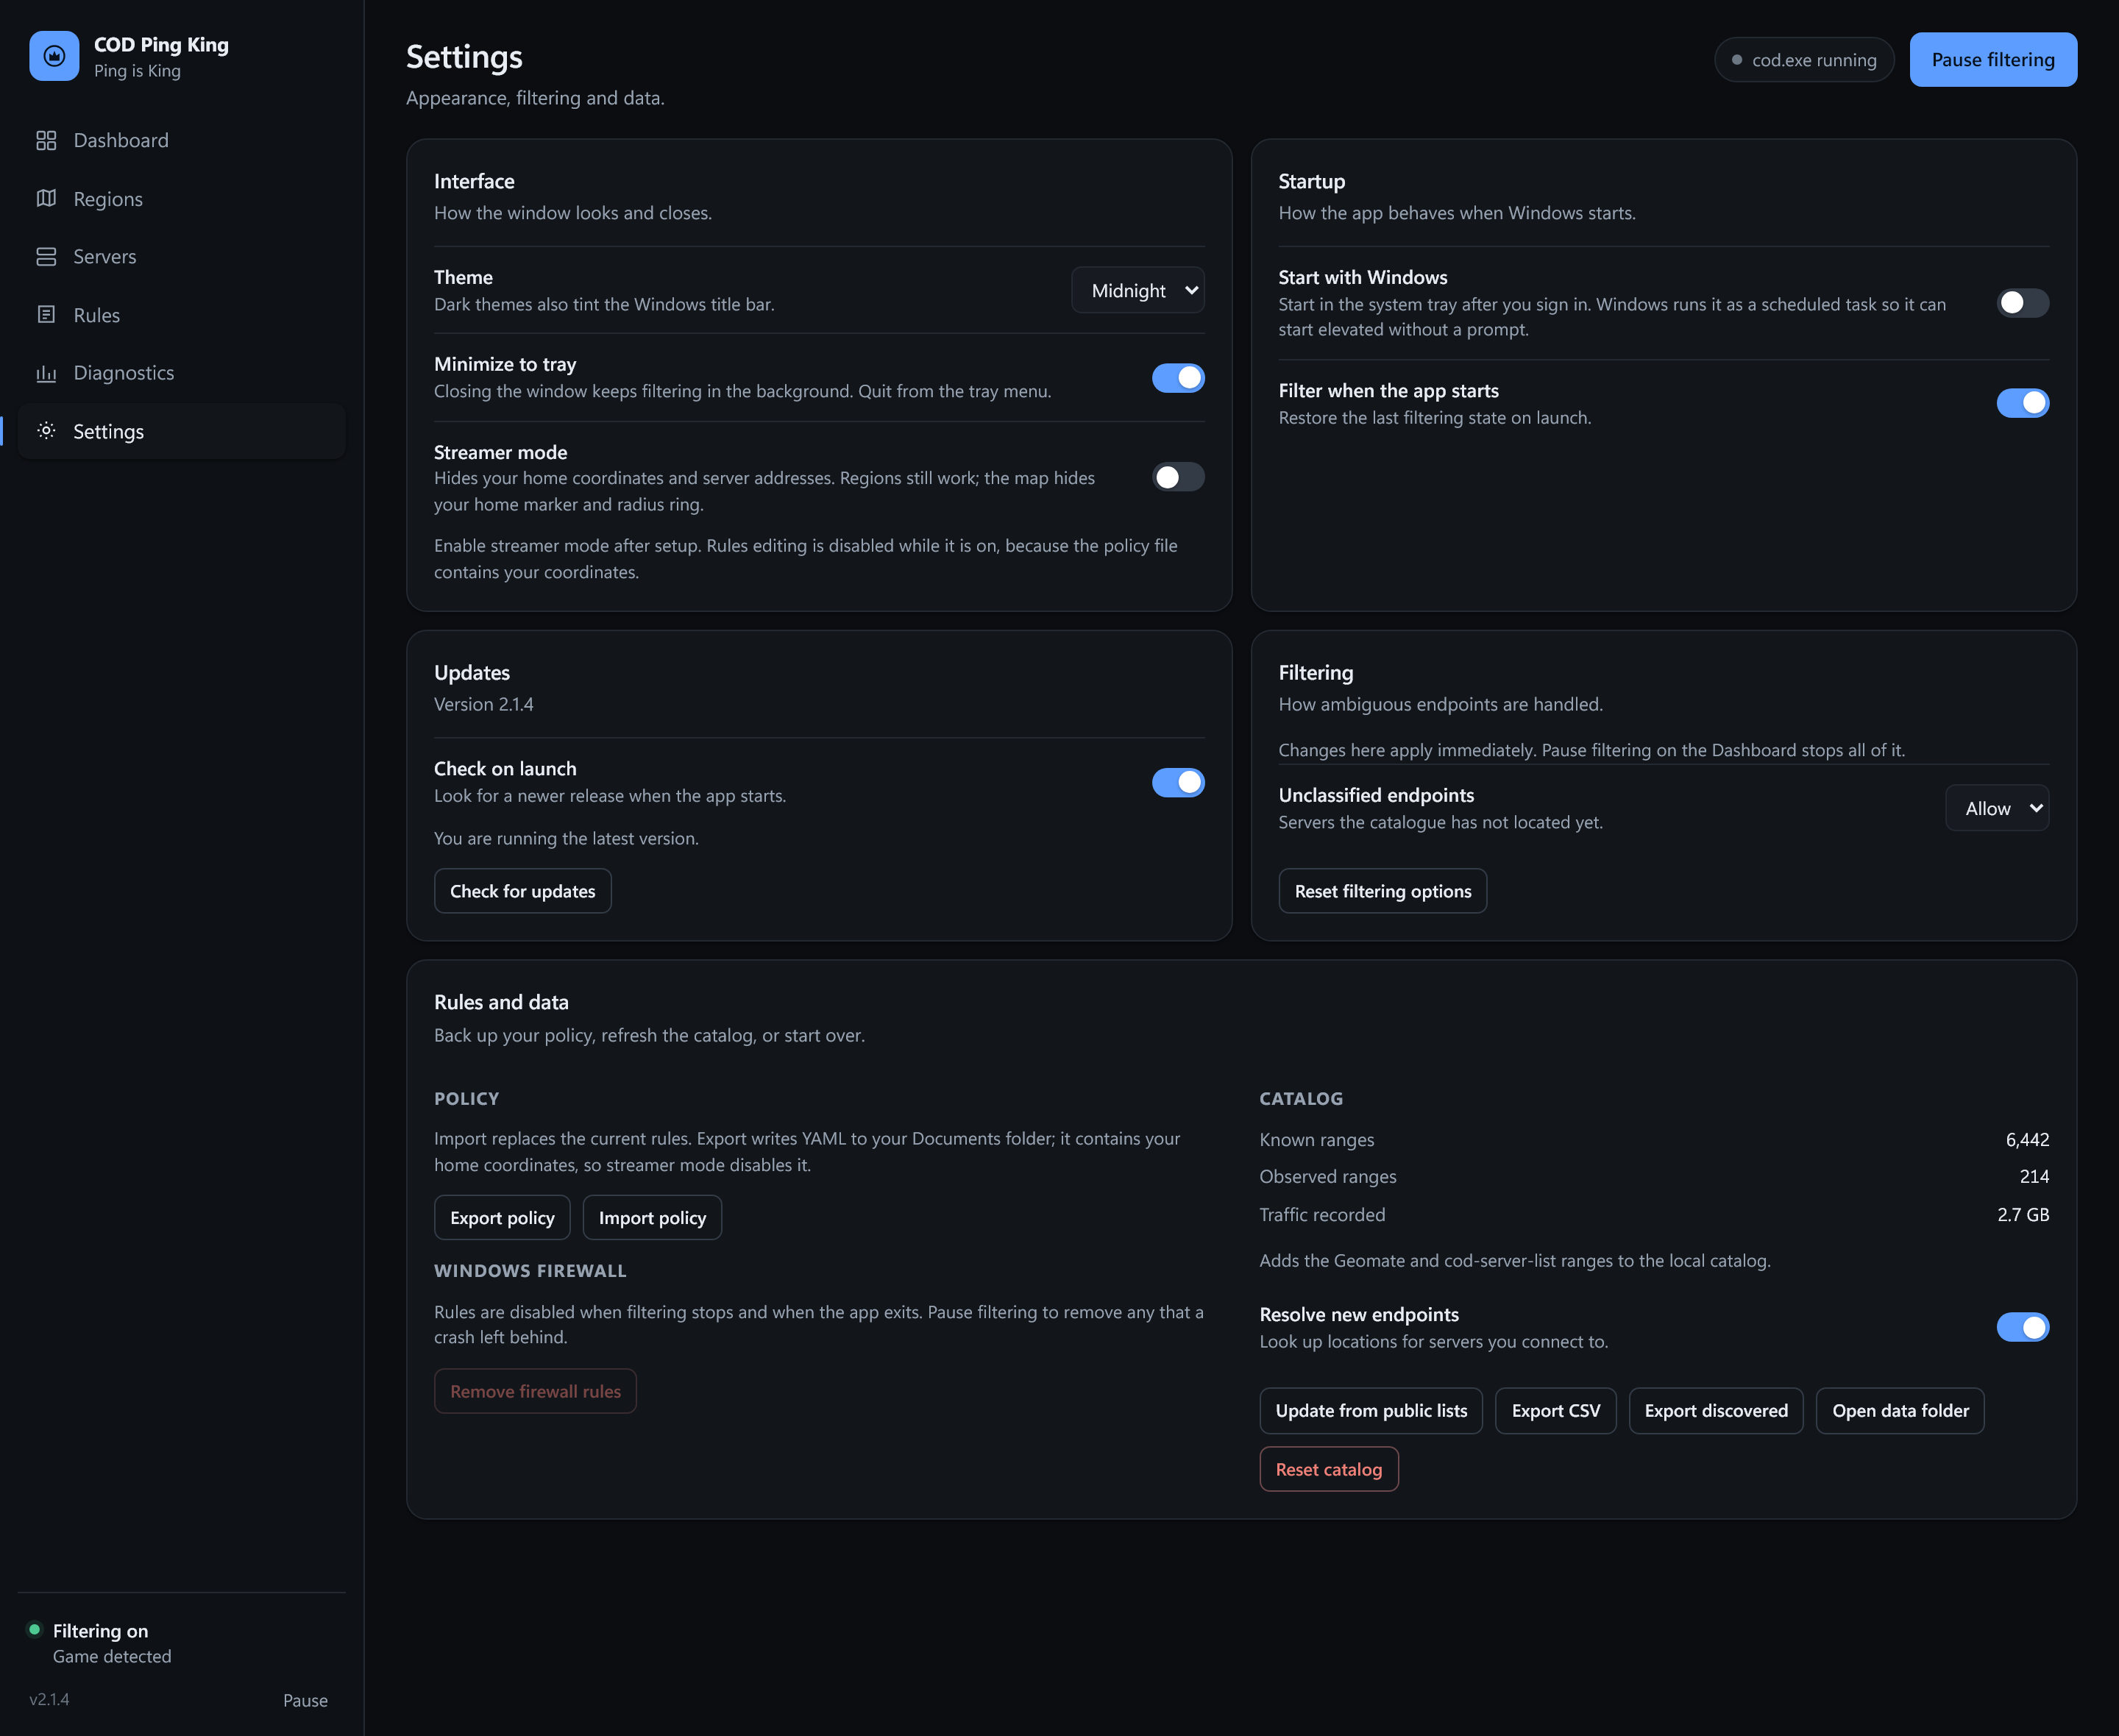 COD Ping King
Ping is King
Dashboard
Regions
Servers
Rules
Diagnostics
Settings
Filtering on
Game detected
v2.1.4
Pause
Settings
Appearance, filtering and data.
cod.exe running
Pause filtering
Interface
How the window looks and closes.
Theme
Dark themes also tint the Windows title bar.
Midnight
Minimize to tray
Closing the window keeps filtering in the background. Quit from the tray menu.
Streamer mode
Hides your home coordinates and server addresses. Regions still work; the map hides
your home marker and radius ring.
Enable streamer mode after setup. Rules editing is disabled while it is on, because the policy file
contains your coordinates.
Startup
How the app behaves when Windows starts.
Start with Windows
Start in the system tray after you sign in. Windows runs it as a scheduled task so it can
start elevated without a prompt.
Filter when the app starts
Restore the last filtering state on launch.
Updates
Version 2.1.4
Check on launch
Look for a newer release when the app starts.
You are running the latest version.
Check for updates
Filtering
How ambiguous endpoints are handled.
Changes here apply immediately. Pause filtering on the Dashboard stops all of it.
Unclassified endpoints
Servers the catalogue has not located yet.
Allow
Reset filtering options
Rules and data
Back up your policy, refresh the catalog, or start over.
POLICY
Import replaces the current rules. Export writes YAML to your Documents folder; it contains your
home coordinates, so streamer mode disables it.
Export policy
Import policy
WINDOWS FIREWALL
Rules are disabled when filtering stops and when the app exits. Pause filtering to remove any that a
crash left behind.
Remove firewall rules
CATALOG
Known ranges 6,442
Observed ranges 214
Traffic recorded 2.7 GB
Adds the Geomate and cod-server-list ranges to the local catalog.
Resolve new endpoints
Look up locations for servers you connect to.
Update from public lists
Export CSV
Export discovered
Open data folder
Reset catalog